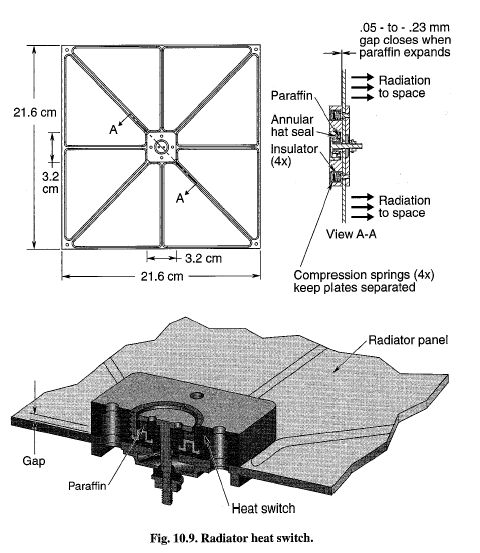 .05 - to - .23 mm
gap closes when
paraffin expands
Radiation
to space
21.6 cm
A
Paraffin
Annular
hat seal
Insulator
(4x)
3.2
cm
A
Radiation
to space
View A-A
3.2 cm
21.6 cm
Compression springs (4x)
keep plates separated
Radiator panel
Gap
Paraffin
Heat switch
Fig. 10.9. Radiator heat switch.